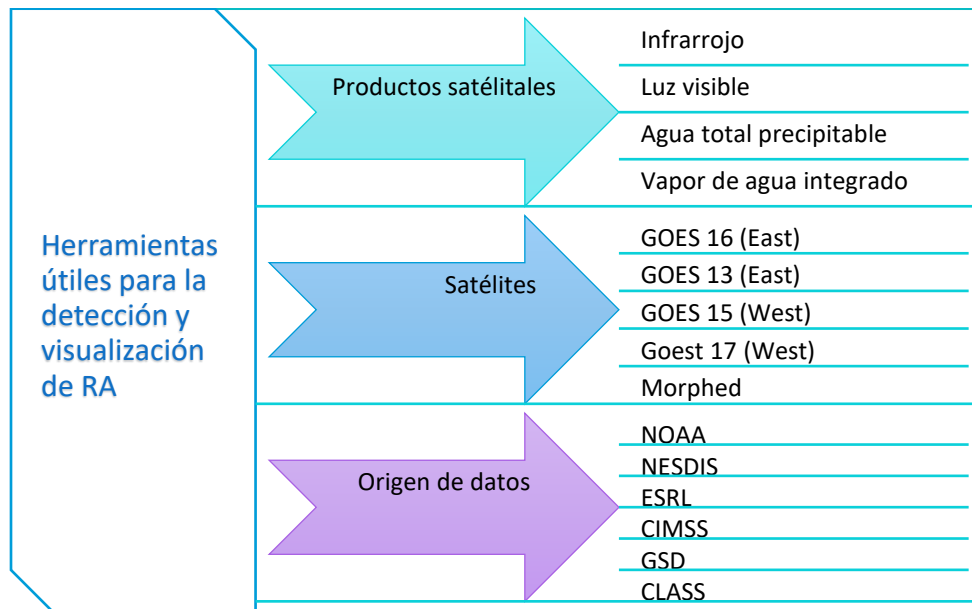 Herramientas
útiles para la
detección y
visualización
de RA
Productos satélitales
Infrarrojo
Luz visible
Agua total precipitable
Vapor de agua integrado
Satélites
GOES 16 (East)
GOES 13 (East)
GOES 15 (West)
Goest 17 (West)
Morphed
Origen de datos
NOAA
NESDIS
ESRL
CIMSS
GSD
CLASS